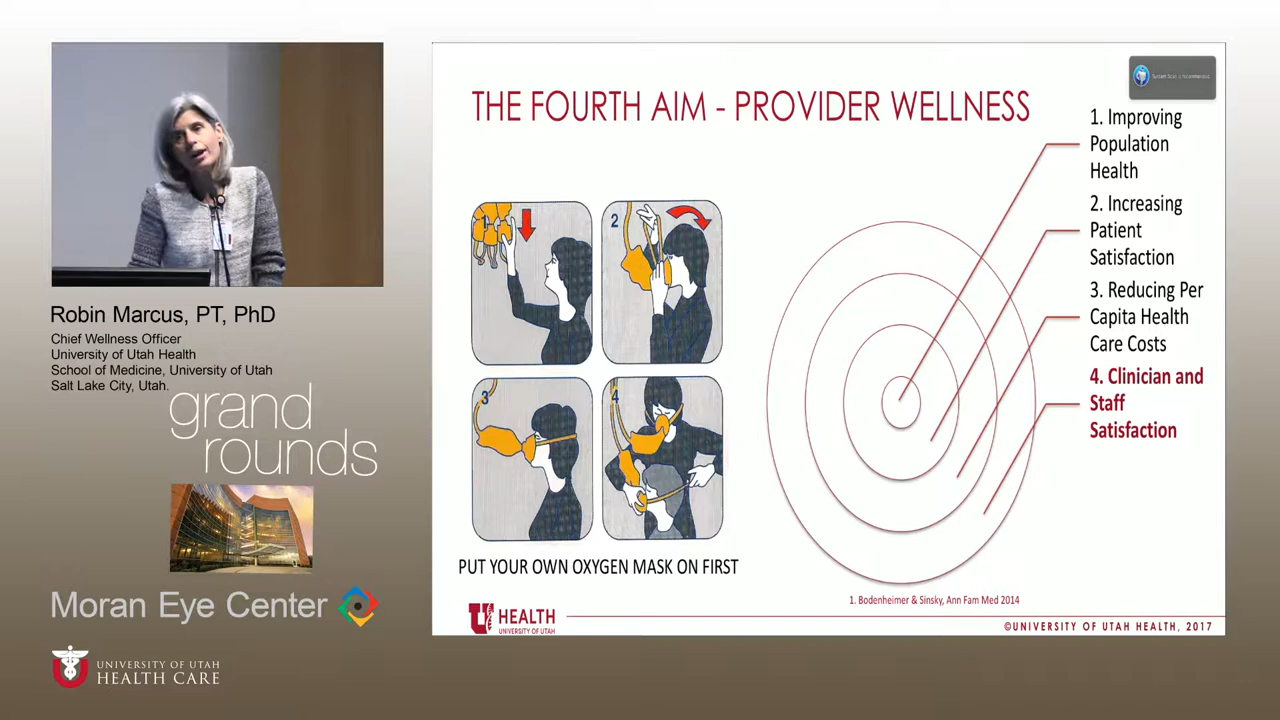 Robin Marcus, PT, PhD
Chief Wellness Officer
University of Utah Health
School of Medicine, University of Utah
Salt Lake City, Utah.
grand
rounds
Moran Eye Center
UNIVERSITY OF UTAH
HEALTH CARE
THE FOURTH AIM - PROVIDER WELLNESS
2
3
4
PUT YOUR OWN OXYGEN MASK ON FIRST
1. Improving
Population
Health
2. Increasing
Patient
Satisfaction
3. Reducing Per
Capita Health
Care Costs
4. Clinician and
Staff
Satisfaction
1. Bodenheimer & Sinsky, Ann Fam Med 2014
HEALTH
UNIVERSITY OF UTAH
©UNIVERSITY OF UTAH HEALTH, 2017